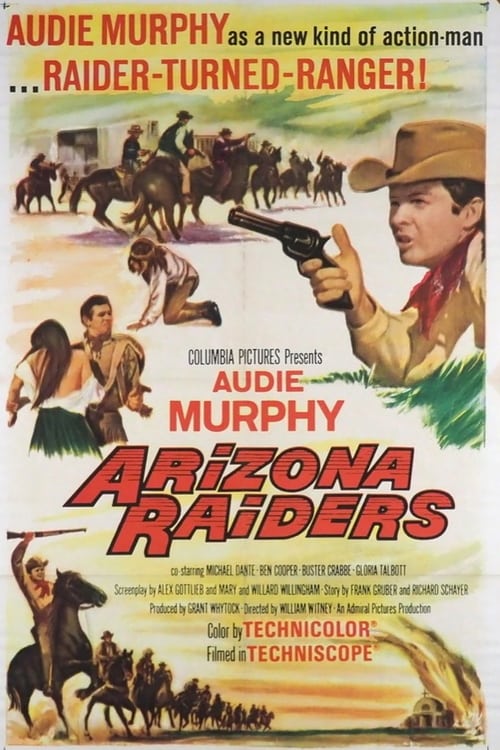 AUDIE MURPHY as a new kind of action-man
...RAIDER-TURNED-RANGER!
COLUMBIA PICTURES Presents
AUDIE
MURPHY
ARiZONA
RAiDERS
co-starring MICHAEL DANTE · BEN COOPER · BUSTER CRABBE · GLORIA TALBOTT
Screenplay by ALEX GOTTLIEB and MARY and WILLARD WILLINGHAM · Story by FRANK GRUBER and RICHARD SCHAYER
Produced by GRANT WHYTOCK · Directed by WILLIAM WITNEY · An Admiral Pictures Production
Color by TECHNICOLOR®
Filmed in TECHNISCOPE®